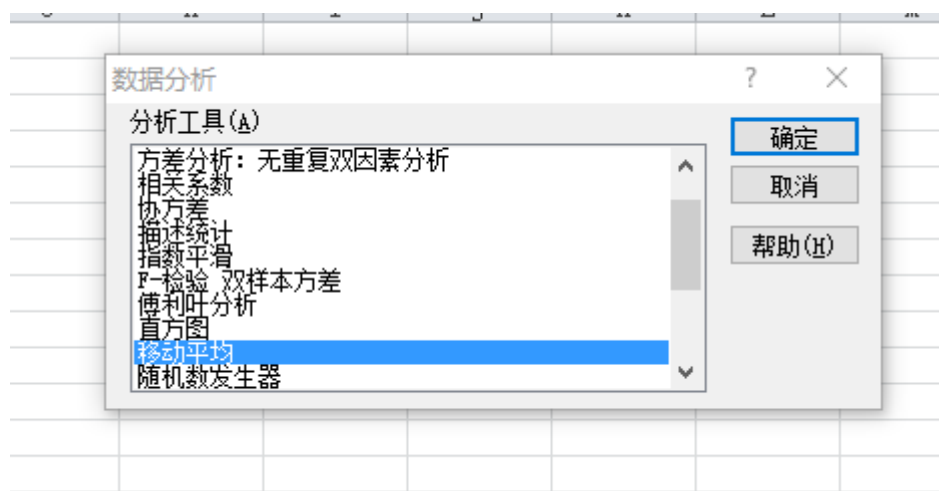 数据分析
分析工具(A)
方差分析：无重复双因素分析
相关系数
协方差
描述统计
指数平滑
F-检验 双样本方差
傅利叶分析
直方图
移动平均
随机数发生器
确定
取消
帮助(H)